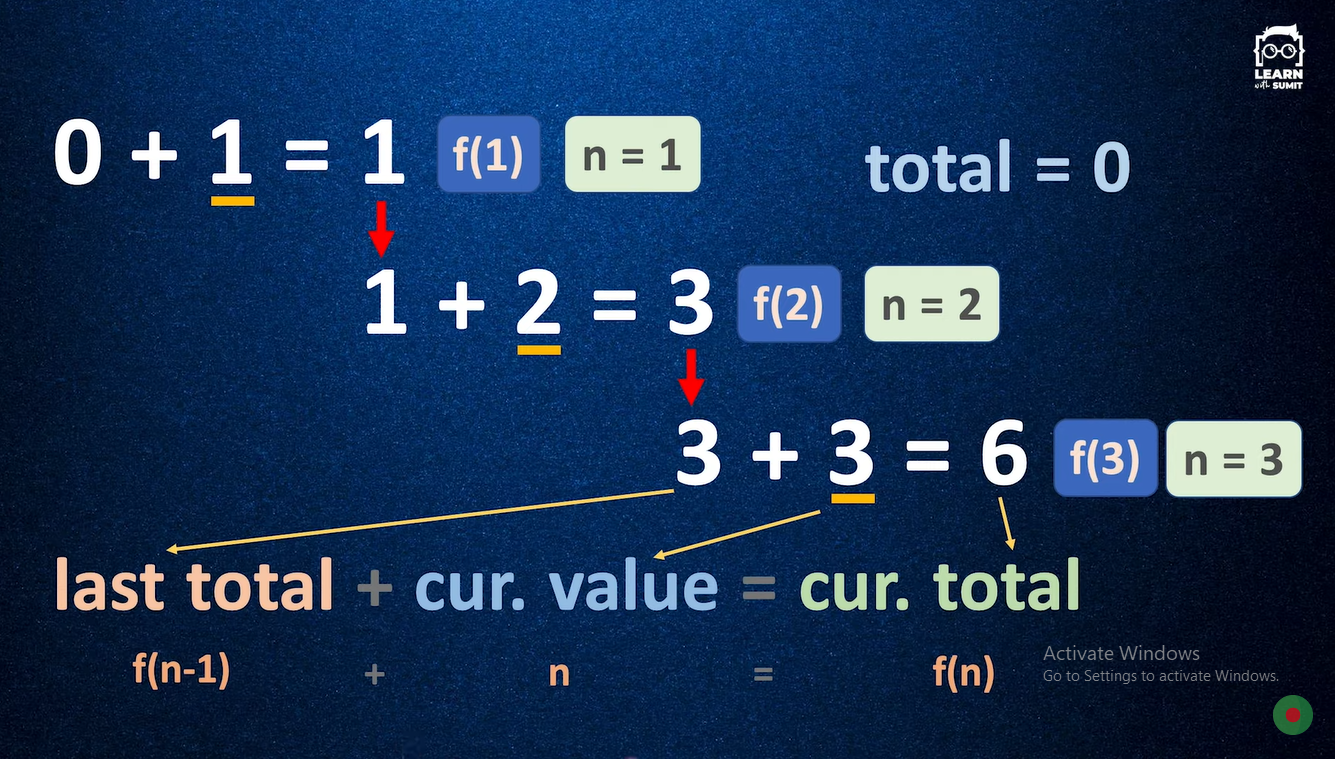 LEARN
with SUMIT
0 + 1 = 1 f(1) n = 1 total = 0
1 + 2 = 3 f(2) n = 2
3 + 3 = 6 f(3) n = 3
last total + cur. value = cur. total
f(n-1) + n = f(n)
Activate Windows
Go to Settings to activate Windows.